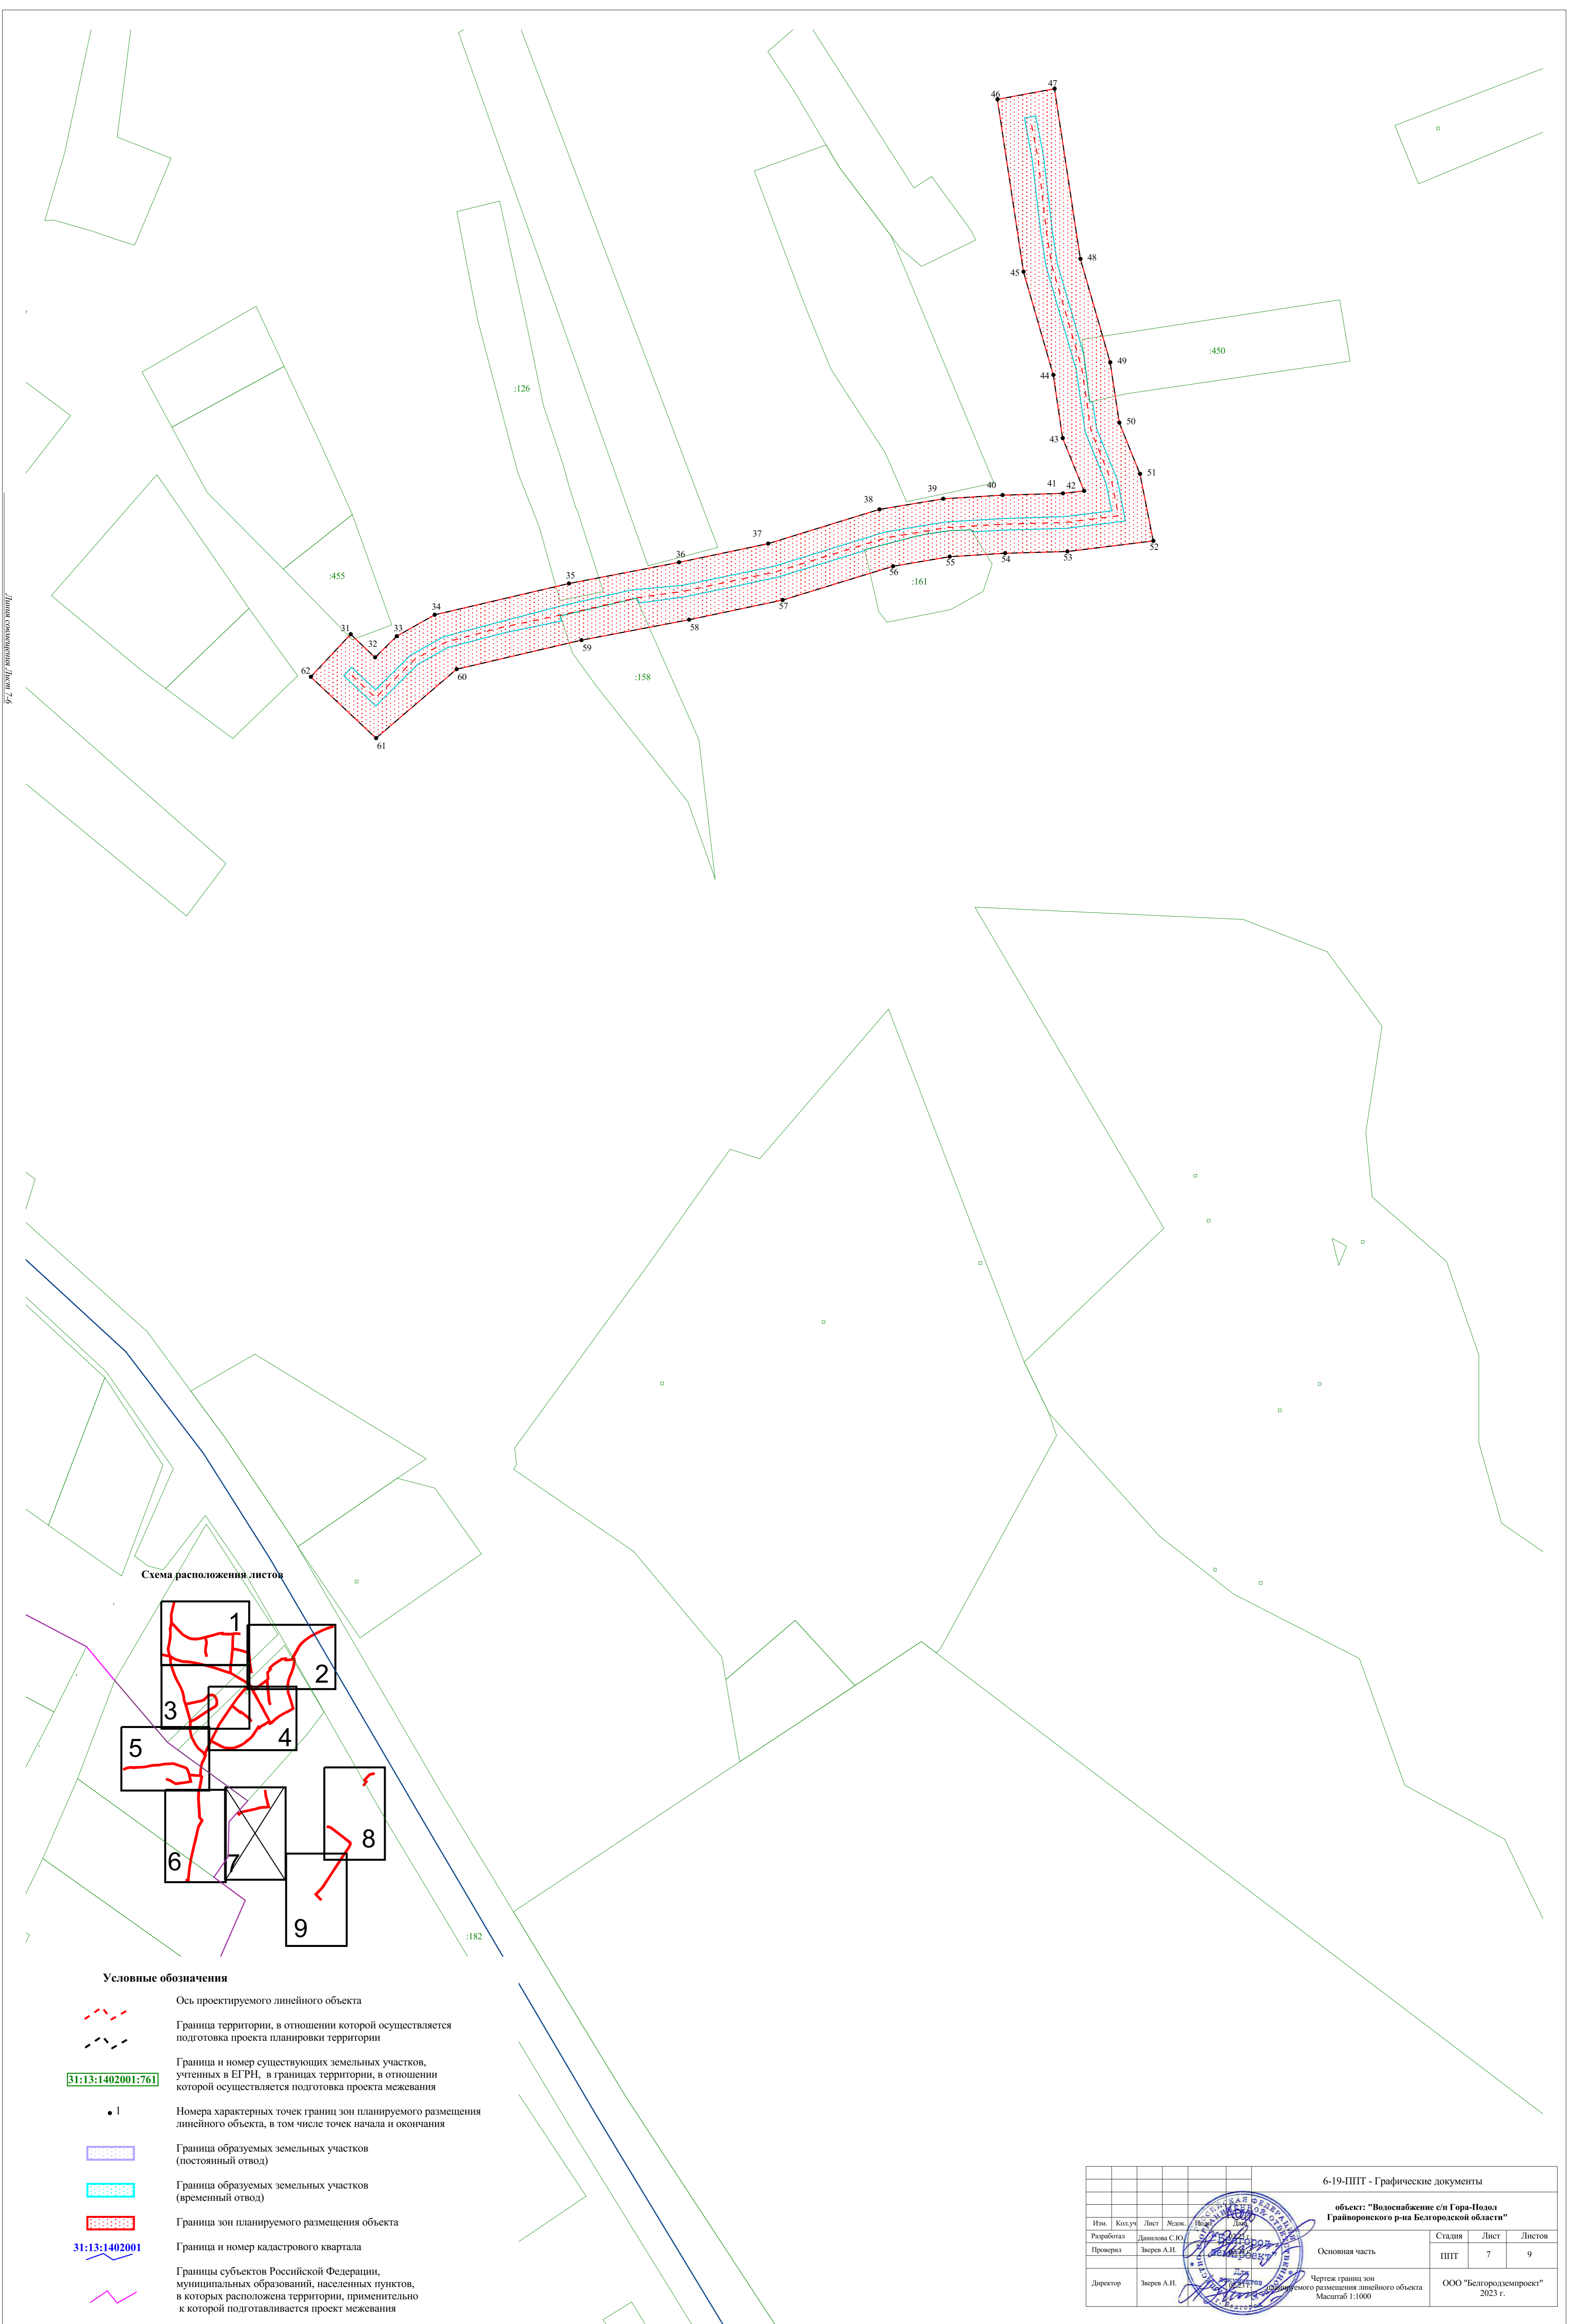 46
47
45
48
44
49
:450
43
50
51
:126
38
39
40
41
42
37
52
53
54
55
56
:161
36
35
57
58
:455
34
59
33
31
32
60
:158
62
61
Линия совмещения Лист 7-6
Схема расположения листов
1
2
3
4
5
6
7
8
9
:182
Условные обозначения
Ось проектируемого линейного объекта
Граница территории, в отношении которой осуществляется
подготовка проекта планировки территории
31:13:1402001:761
Граница и номер существующих земельных участков,
учтенных в ЕГРН, в границах территории, в отношении
которой осуществляется подготовка проекта межевания
1
Номера характерных точек границ зон планируемого размещения
линейного объекта, в том числе точек начала и окончания
Граница образуемых земельных участков
(постоянный отвод)
Граница образуемых земельных участков
(временный отвод)
Граница зон планируемого размещения объекта
31:13:1402001
Граница и номер кадастрового квартала
Границы субъектов Российской Федерации,
муниципальных образований, населенных пунктов,
в которых расположена территории, применительно
к которой подготавливается проект межевания
6-19-ППТ - Графические документы
объект: "Водоснабжение с/п Гора-Подол
Грайворонского р-на Белгородской области"
Изм. Кол.уч Лист №док.
Разработал Данилова С.Ю.
Проверил Зверев А.И.
Директор Зверев А.И.
Основная часть
Стадия Лист Листов
ППТ 7 9
Чертеж границ зон
планируемого размещения линейного объекта
Масштаб 1:1000
ООО "Белгородземпроект"
2023 г.